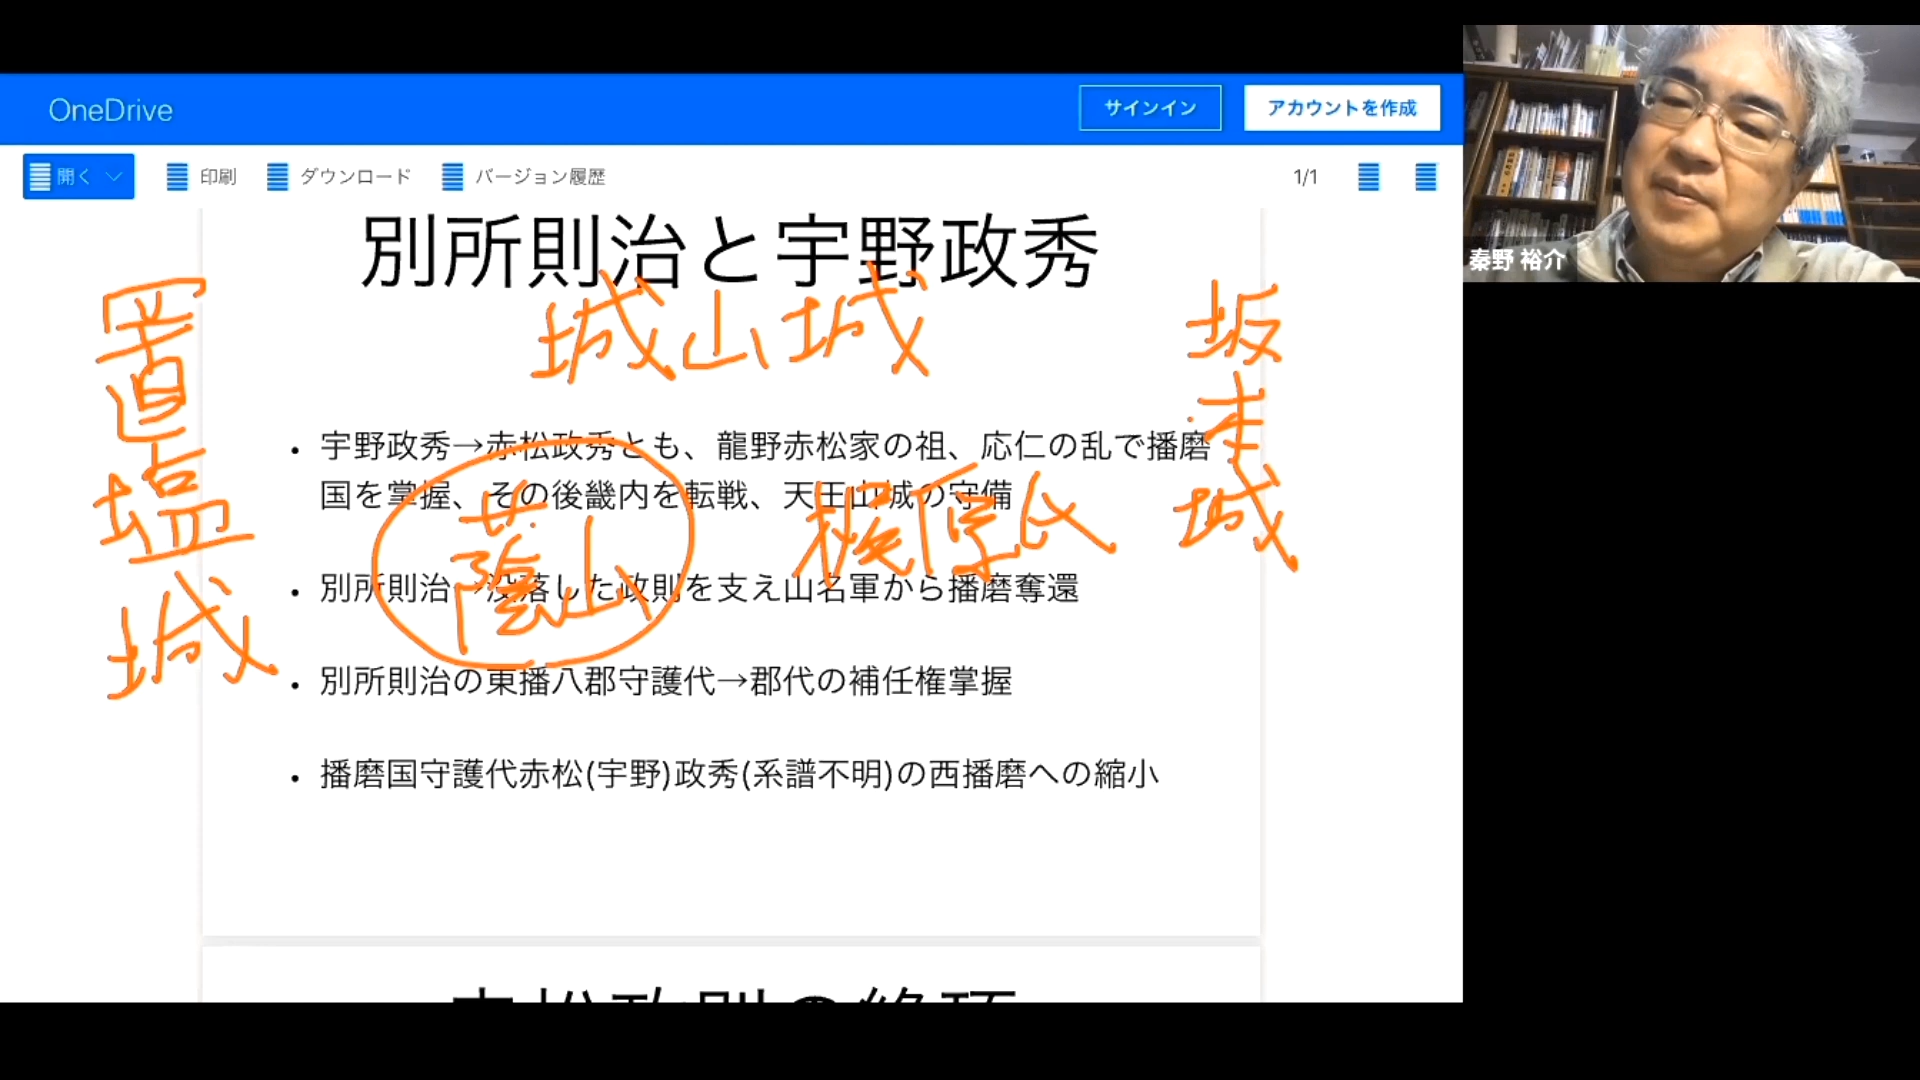 OneDrive
サインイン
アカウントを作成
開く
印刷
ダウンロード
バージョン履歴
1/1
秦野 裕介
別所則治と宇野政秀
置塩城
城山城
坂本城
・宇野政秀→赤松政秀とも、龍野赤松家の祖、応仁の乱で播磨
国を掌握、その後畿内を転戦、天王山城の守備
蔭山
梶原氏
・別所則治→没落した政則を支え山名軍から播磨奪還
・別所則治の東播八郡守護代→郡代の補任権掌握
・播磨国守護代赤松(宇野)政秀(系譜不明)の西播磨への縮小